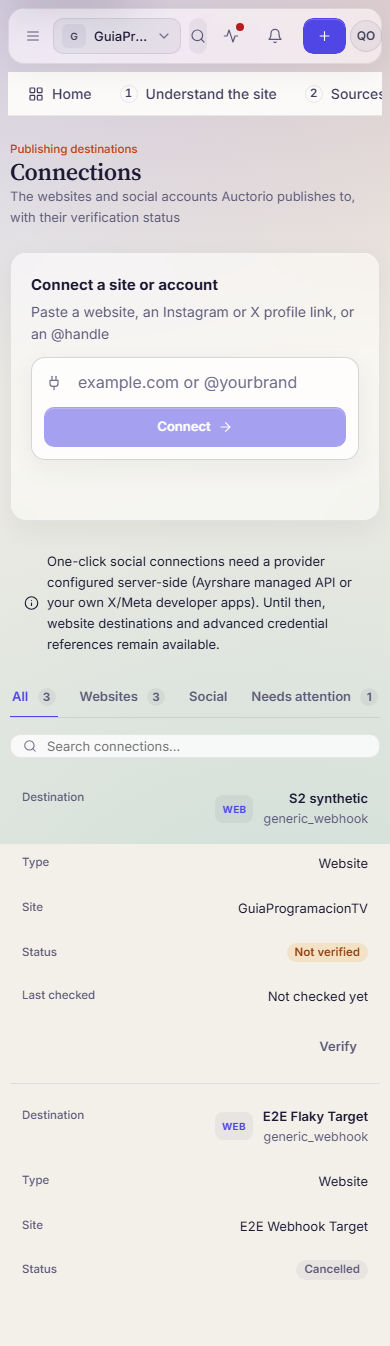 G GuiaPr... QO
Home 1 Understand the site 2 Sources
Publishing destinations
Connections
The websites and social accounts Auctorio publishes to,
with their verification status
Connect a site or account
Paste a website, an Instagram or X profile link, or
an @handle
example.com or @yourbrand
Connect →
One-click social connections need a provider
configured server-side (Ayrshare managed API or
your own X/Meta developer apps). Until then,
website destinations and advanced credential
references remain available.
All 3 Websites 3 Social Needs attention 1
Search connections...
Destination WEB S2 synthetic
generic_webhook
Type Website
Site GuiaProgramacionTV
Status Not verified
Last checked Not checked yet
Verify
Destination WEB E2E Flaky Target
generic_webhook
Type Website
Site E2E Webhook Target
Status Cancelled